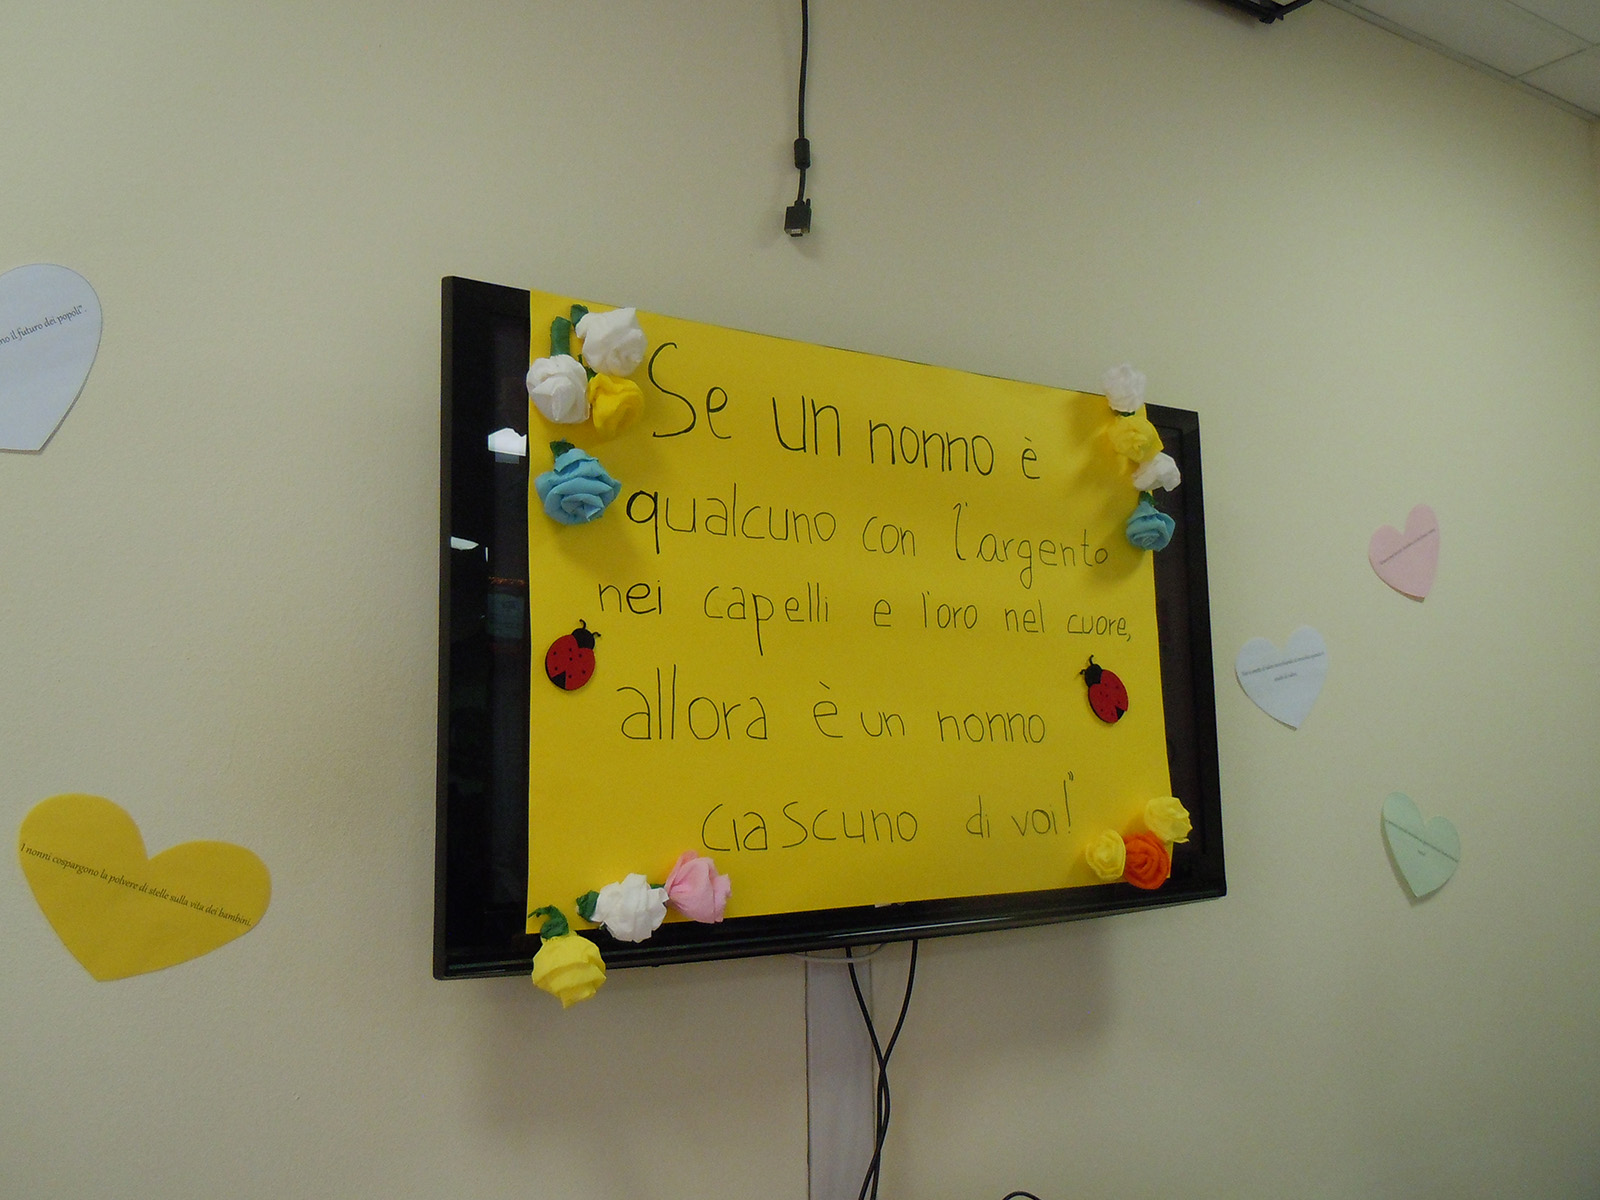 no il futuro dei popoli".
Se un nonno è
qualcuno con l'argento
nei capelli e l'oro nel cuore,
allora è un nonno
ciascuno di voi!"
I nonni cospargono la polvere di stelle sulla vita dei bambini.